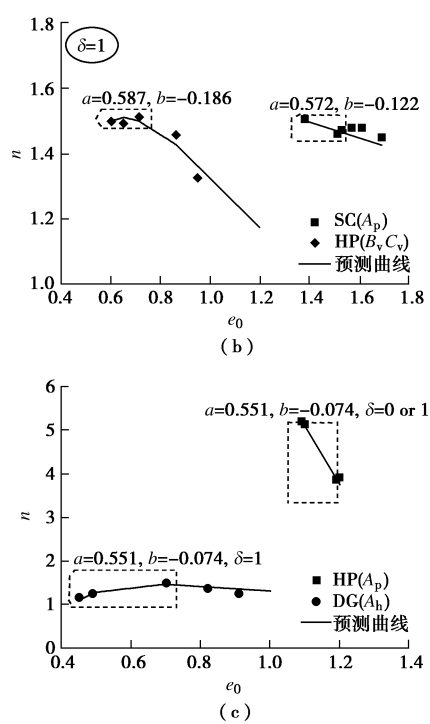 1.8
δ=1
1.6
a=0.587, b=−0.186
a=0.572, b=−0.122
n
1.4
1.2
SC(Ap)
HP(BvCv)
预测曲线
1.0
0.4 0.6 0.8 1.0 1.2 1.4 1.6 1.8
e0
(b)
6
a=0.551, b=−0.074, δ=0 or 1
5
4
n
3
2
a=0.551, b=−0.074, δ=1
HP(Ap)
1
DG(Ah)
预测曲线
0
0.4 0.6 0.8 1.0 1.2 1.4
e0
(c)